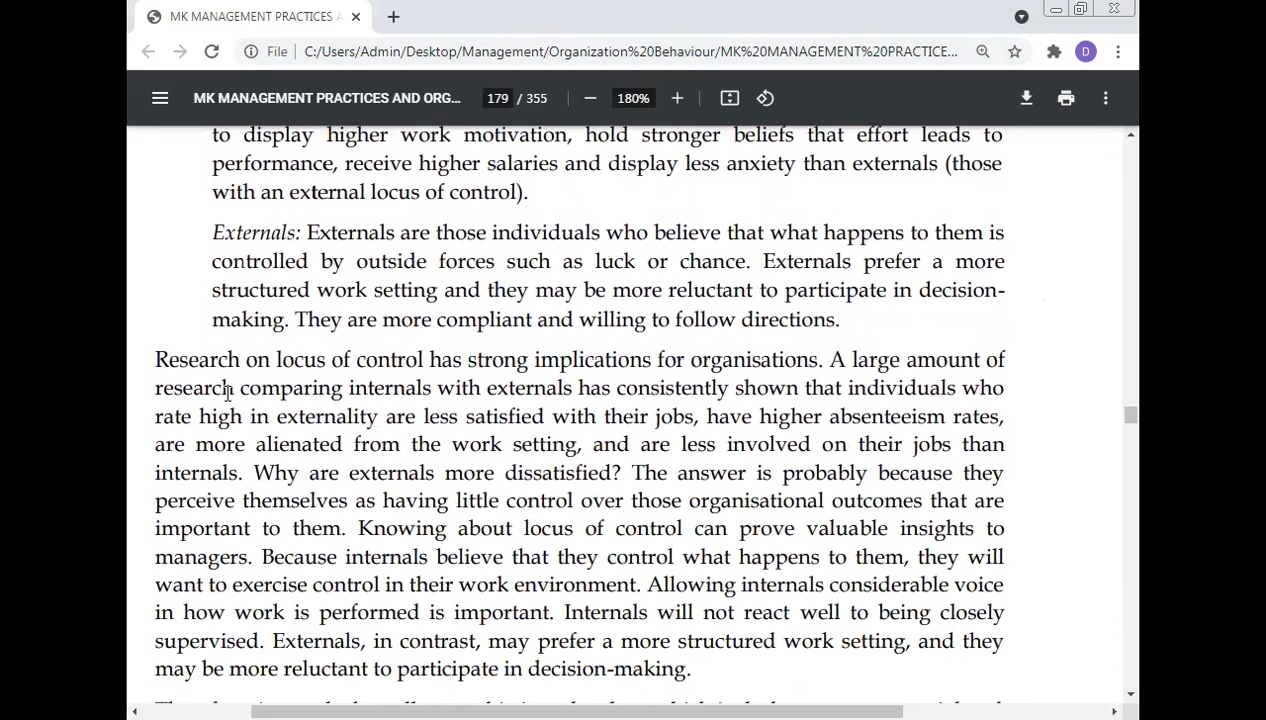 MK MANAGEMENT PRACTICES A
File C:/Users/Admin/Desktop/Management/Organization%20Behaviour/MK%20MANAGEMENT%20PRACTICE... D
MK MANAGEMENT PRACTICES AND ORG... 179 / 355 180%
to display higher work motivation, hold stronger beliefs that effort leads to
performance, receive higher salaries and display less anxiety than externals (those
with an external locus of control).
Externals: Externals are those individuals who believe that what happens to them is
controlled by outside forces such as luck or chance. Externals prefer a more
structured work setting and they may be more reluctant to participate in decision-
making. They are more compliant and willing to follow directions.
Research on locus of control has strong implications for organisations. A large amount of
research comparing internals with externals has consistently shown that individuals who
rate high in externality are less satisfied with their jobs, have higher absenteeism rates,
are more alienated from the work setting, and are less involved on their jobs than
internals. Why are externals more dissatisfied? The answer is probably because they
perceive themselves as having little control over those organisational outcomes that are
important to them. Knowing about locus of control can prove valuable insights to
managers. Because internals believe that they control what happens to them, they will
want to exercise control in their work environment. Allowing internals considerable voice
in how work is performed is important. Internals will not react well to being closely
supervised. Externals, in contrast, may prefer a more structured work setting, and they
may be more reluctant to participate in decision-making.